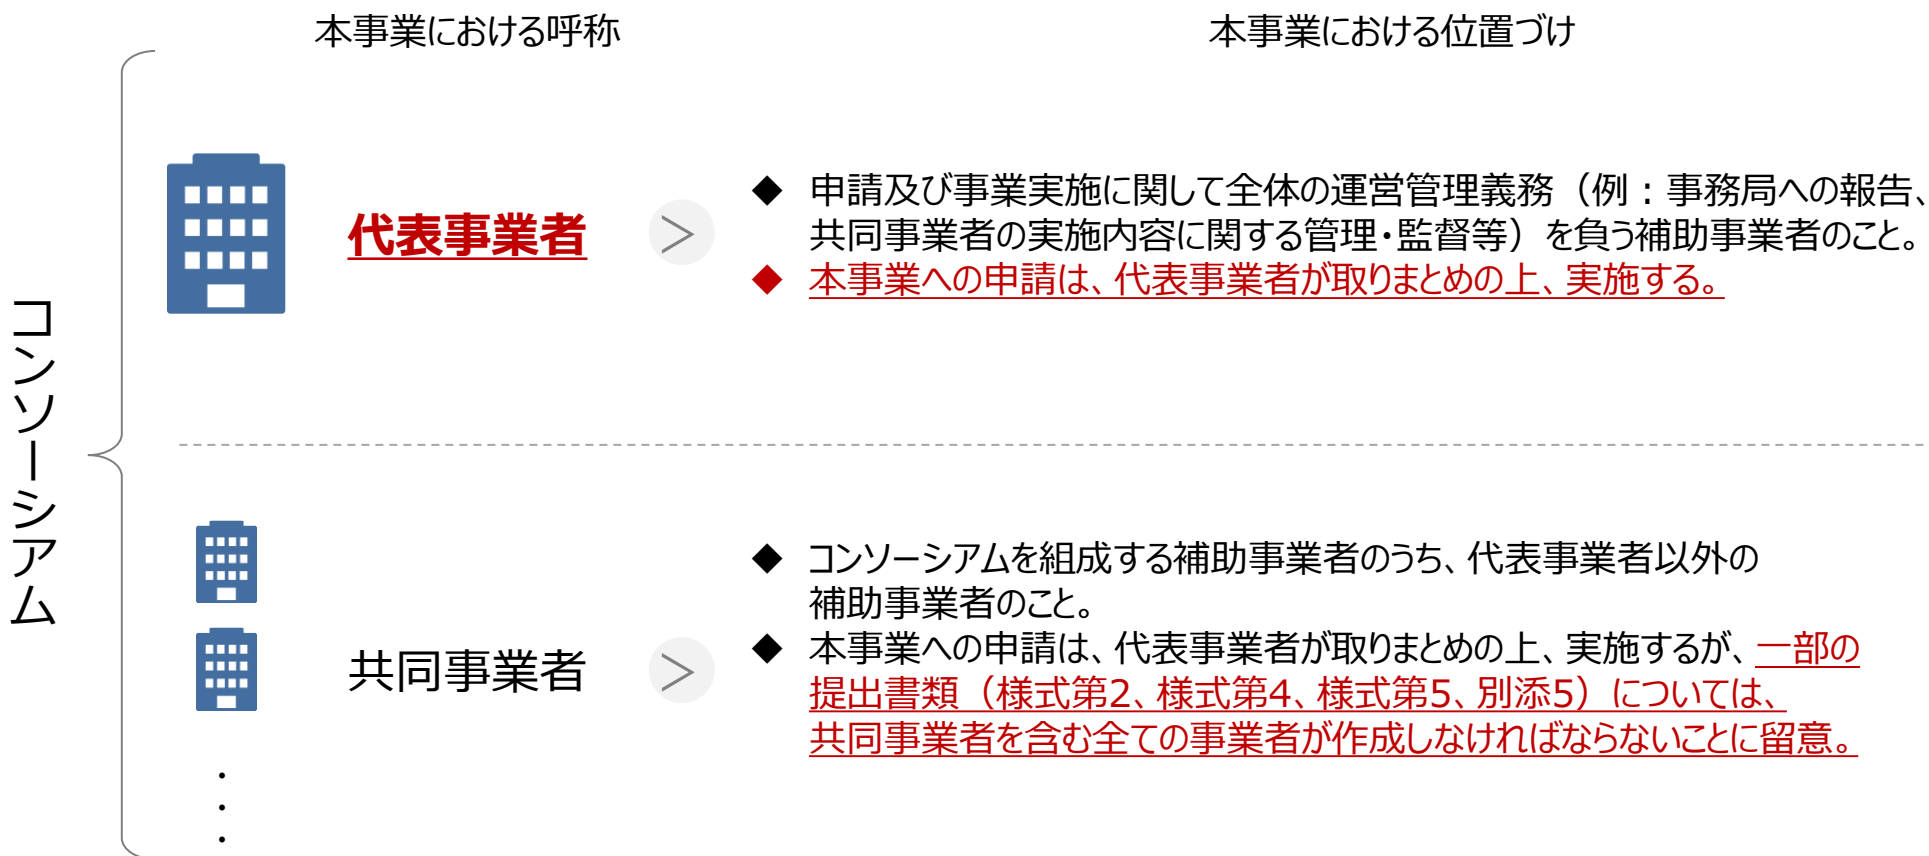 本事業における呼称
本事業における位置づけ
コンソーシアム
代表事業者
＞
◆ 申請及び事業実施に関して全体の運営管理義務（例：事務局への報告、
共同事業者の実施内容に関する管理・監督等）を負う補助事業者のこと。
◆ 本事業への申請は、代表事業者が取りまとめの上、実施する。
共同事業者
＞
◆ コンソーシアムを組成する補助事業者のうち、代表事業者以外の
補助事業者のこと。
◆ 本事業への申請は、代表事業者が取りまとめの上、実施するが、一部の
提出書類（様式第2、様式第4、様式第5、別添5）については、
共同事業者を含む全ての事業者が作成しなければならないことに留意。
・
・
・